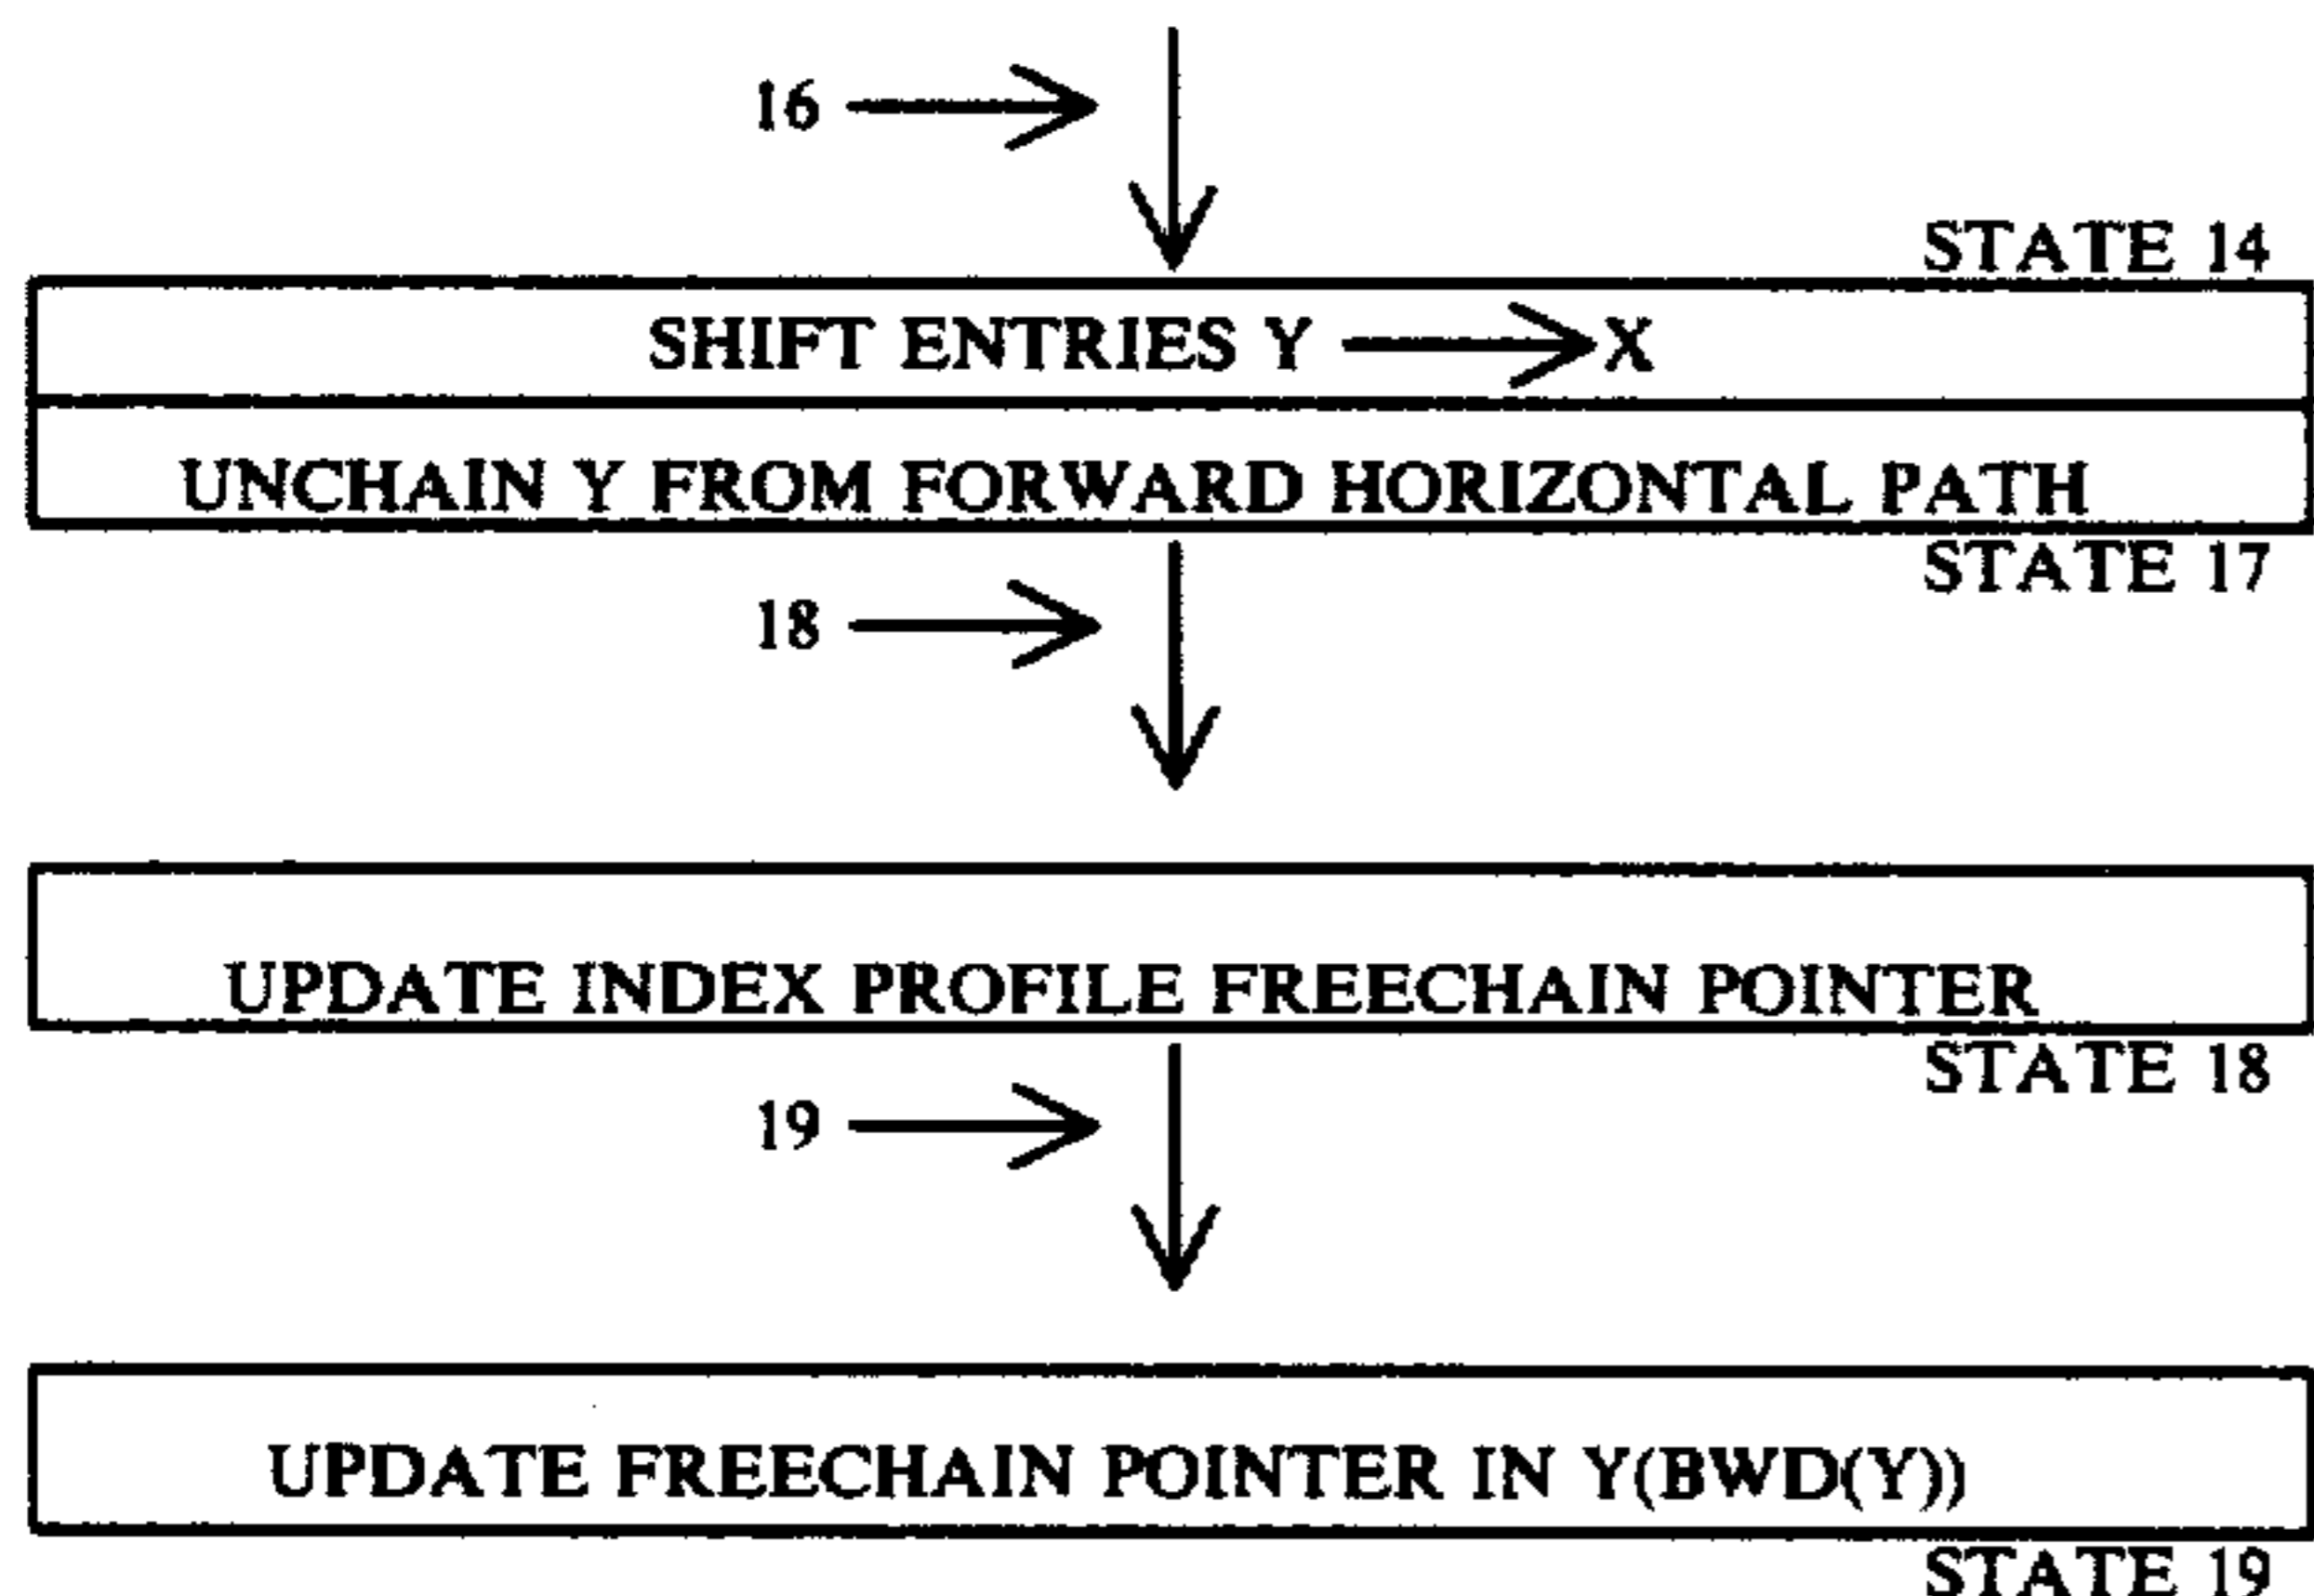 16
STATE 14
SHIFT ENTRIES Y → X
UNCHAIN Y FROM FORWARD HORIZONTAL PATH
STATE 17
18
UPDATE INDEX PROFILE FREECHAIN POINTER
STATE 18
19
UPDATE FREECHAIN POINTER IN Y(BWD(Y))
STATE 19